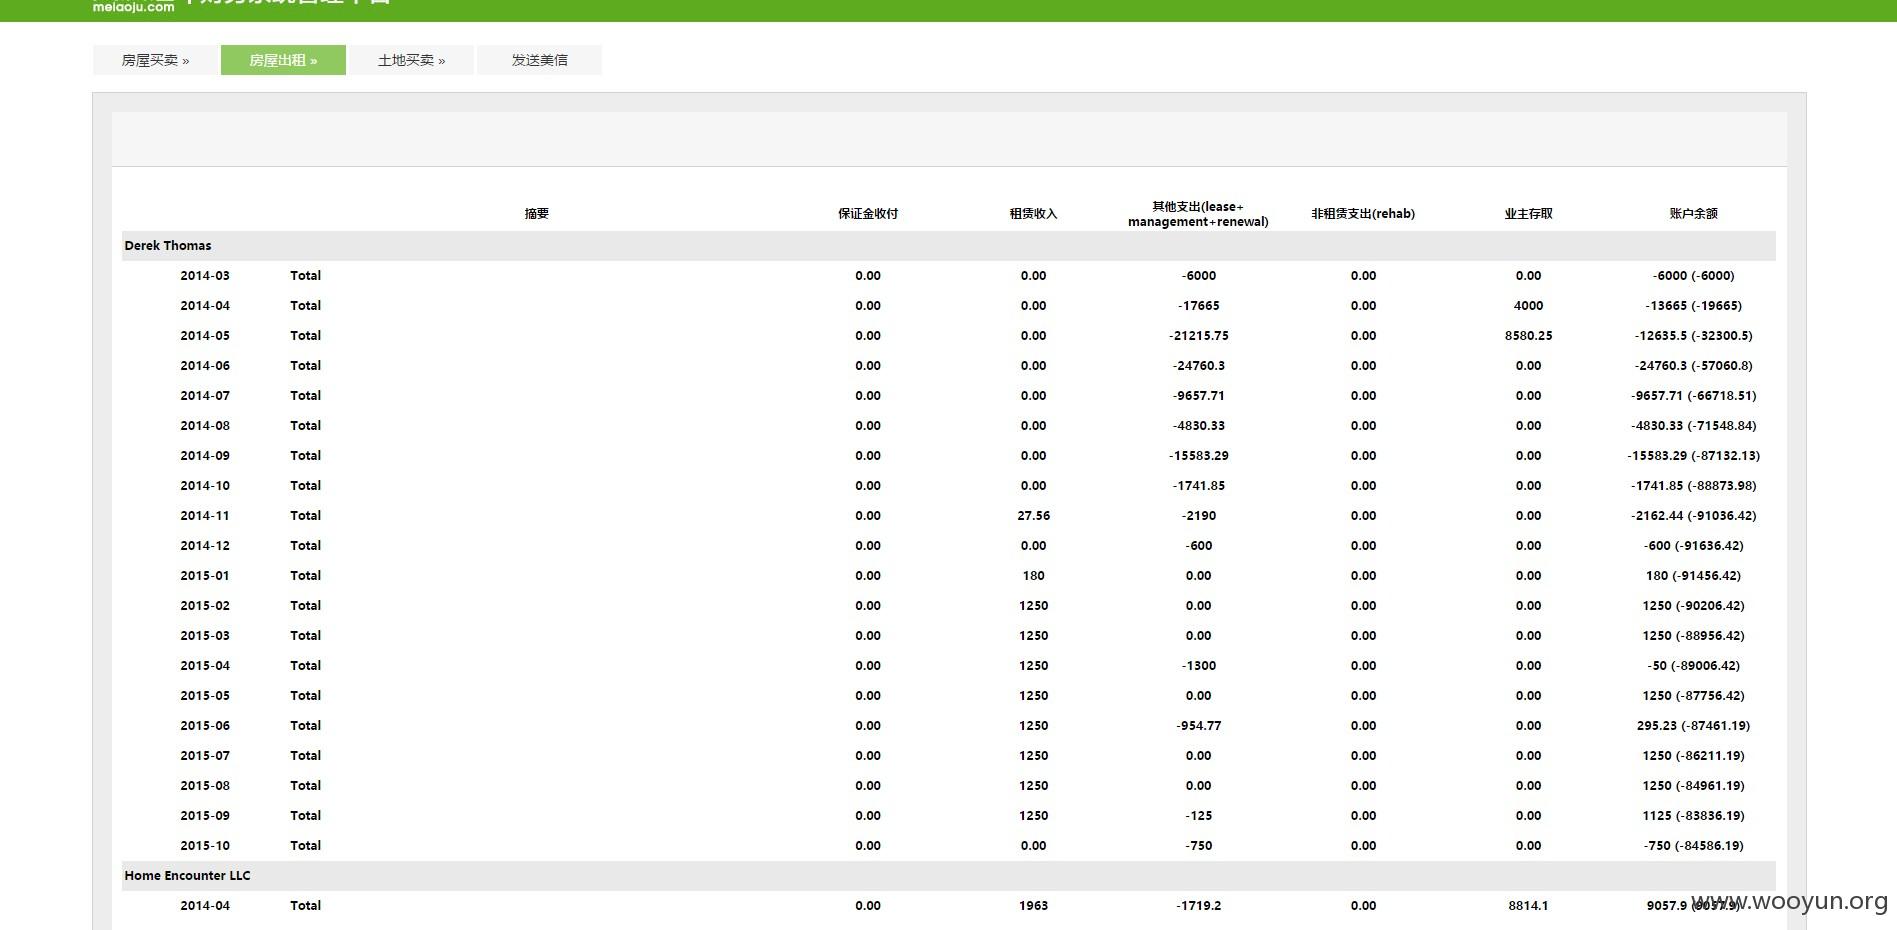 meiaoju.com
房屋买卖 » 房屋出租 » 土地买卖 » 发送美信
摘要 保证金收付 租赁收入 其他支出(lease+ management+renewal) 非租赁支出(rehab) 业主存取 账户余额
Derek Thomas
2014-03 Total 0.00 0.00 -6000 0.00 0.00 -6000 (-6000)
2014-04 Total 0.00 0.00 -17665 0.00 4000 -13665 (-19665)
2014-05 Total 0.00 0.00 -21215.75 0.00 8580.25 -12635.5 (-32300.5)
2014-06 Total 0.00 0.00 -24760.3 0.00 0.00 -24760.3 (-57060.8)
2014-07 Total 0.00 0.00 -9657.71 0.00 0.00 -9657.71 (-66718.51)
2014-08 Total 0.00 0.00 -4830.33 0.00 0.00 -4830.33 (-71548.84)
2014-09 Total 0.00 0.00 -15583.29 0.00 0.00 -15583.29 (-87132.13)
2014-10 Total 0.00 0.00 -1741.85 0.00 0.00 -1741.85 (-88873.98)
2014-11 Total 0.00 27.56 -2190 0.00 0.00 -2162.44 (-91036.42)
2014-12 Total 0.00 0.00 -600 0.00 0.00 -600 (-91636.42)
2015-01 Total 0.00 180 0.00 0.00 0.00 180 (-91456.42)
2015-02 Total 0.00 1250 0.00 0.00 0.00 1250 (-90206.42)
2015-03 Total 0.00 1250 0.00 0.00 0.00 1250 (-88956.42)
2015-04 Total 0.00 1250 -1300 0.00 0.00 -50 (-89006.42)
2015-05 Total 0.00 1250 0.00 0.00 0.00 1250 (-87756.42)
2015-06 Total 0.00 1250 -954.77 0.00 0.00 295.23 (-87461.19)
2015-07 Total 0.00 1250 0.00 0.00 0.00 1250 (-86211.19)
2015-08 Total 0.00 1250 0.00 0.00 0.00 1250 (-84961.19)
2015-09 Total 0.00 1250 -125 0.00 0.00 1125 (-83836.19)
2015-10 Total 0.00 0.00 -750 0.00 0.00 -750 (-84586.19)
Home Encounter LLC
2014-04 Total 0.00 1963 -1719.2 0.00 8814.1 9057.9 (9057.9)
www.wooyun.org